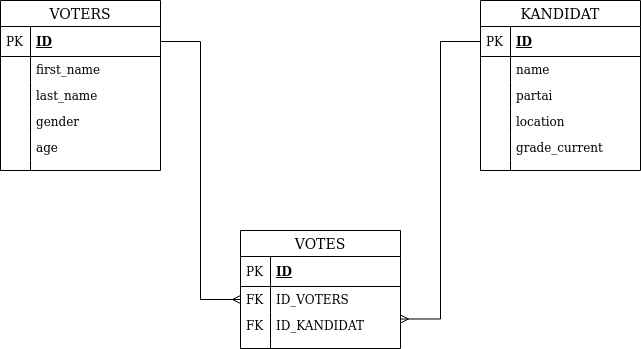 VOTERS
PK ID
first_name
last_name
gender
age
KANDIDAT
PK ID
name
partai
location
grade_current
VOTES
PK ID
FK ID_VOTERS
FK ID_KANDIDAT